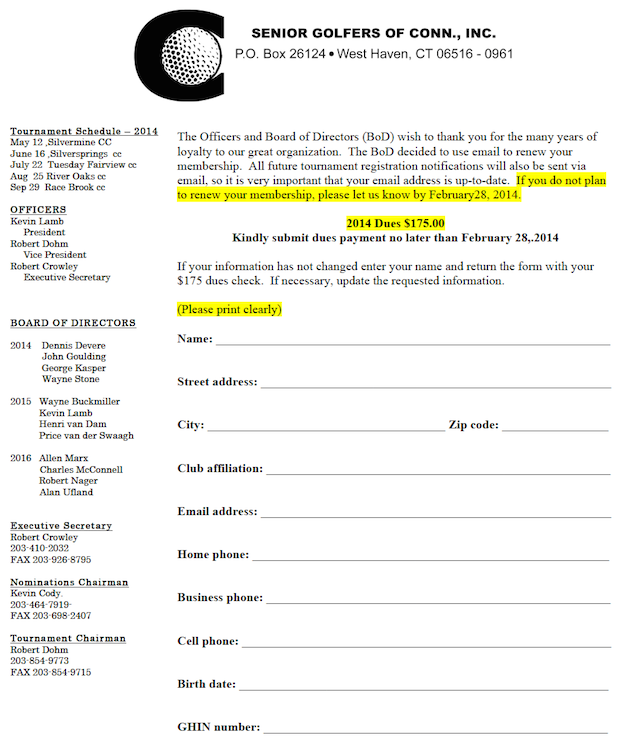 SENIOR GOLFERS OF CONN., INC.
P.O. Box 26124 • West Haven, CT 06516 - 0961
Tournament Schedule – 2014
May 12 ,Silvermine CC
June 16 ,Silversprings cc
July 22 Tuesday Fairview cc
Aug 25 River Oaks cc
Sep 29 Race Brook cc
OFFICERS
Kevin Lamb
President
Robert Dohm
Vice President
Robert Crowley
Executive Secretary
BOARD OF DIRECTORS
2014 Dennis Devere
John Goulding
George Kasper
Wayne Stone
2015 Wayne Buckmiller
Kevin Lamb
Henri van Dam
Price van der Swaagh
2016 Allen Marx
Charles McConnell
Robert Nager
Alan Ufland
Executive Secretary
Robert Crowley
203-410-2032
FAX 203-926-8795
Nominations Chairman
Kevin Cody.
203-464-7919-
FAX 203-698-2407
Tournament Chairman
Robert Dohm
203-854-9773
FAX 203-854-9715
The Officers and Board of Directors (BoD) wish to thank you for the many years of
loyalty to our great organization. The BoD decided to use email to renew your
membership. All future tournament registration notifications will also be sent via
email, so it is very important that your email address is up-to-date. If you do not plan
to renew your membership, please let us know by February28, 2014.
2014 Dues $175.00
Kindly submit dues payment no later than February 28,.2014
If your information has not changed enter your name and return the form with your
$175 dues check. If necessary, update the requested information.
(Please print clearly)
Name:
Street address:
City: Zip code:
Club affiliation:
Email address:
Home phone:
Business phone:
Cell phone:
Birth date:
GHIN number: